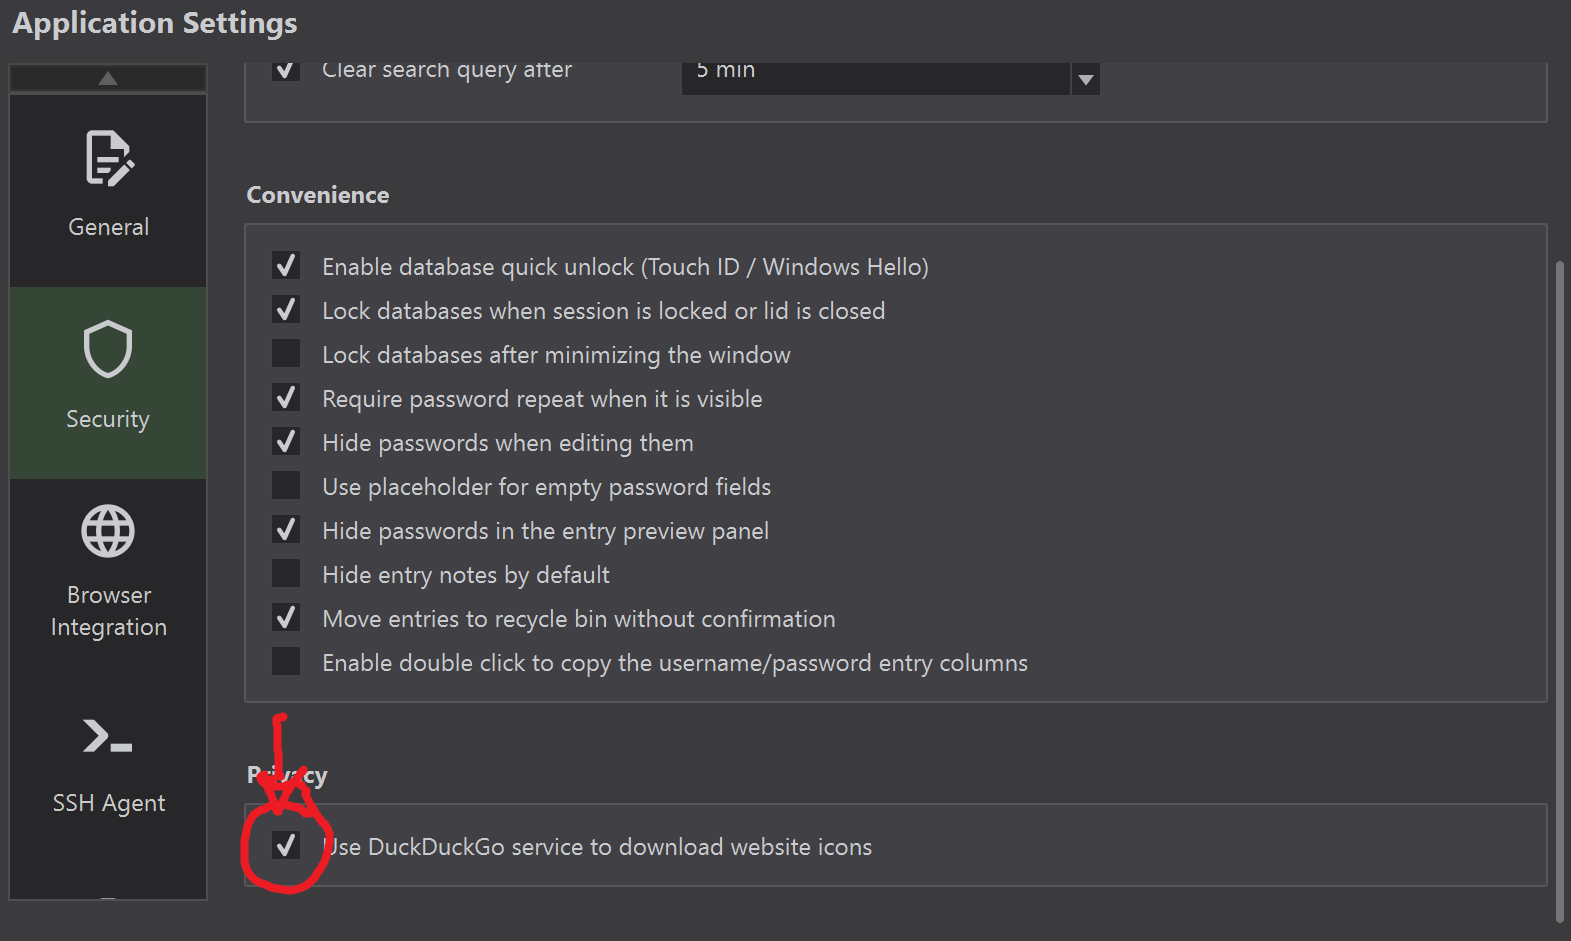 Application Settings
Clear search query after 5 min
General
Security
Browser
Integration
SSH Agent
Convenience
Enable database quick unlock (Touch ID / Windows Hello)
Lock databases when session is locked or lid is closed
Lock databases after minimizing the window
Require password repeat when it is visible
Hide passwords when editing them
Use placeholder for empty password fields
Hide passwords in the entry preview panel
Hide entry notes by default
Move entries to recycle bin without confirmation
Enable double click to copy the username/password entry columns
Privacy
Use DuckDuckGo service to download website icons